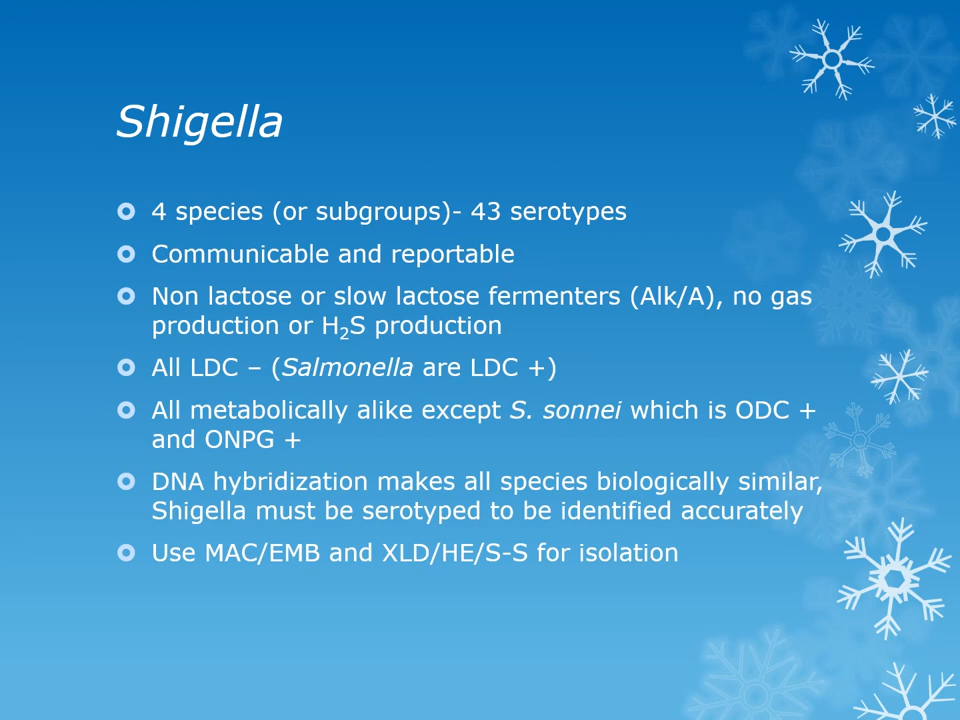 Shigella
4 species (or subgroups)- 43 serotypes
Communicable and reportable
Non lactose or slow lactose fermenters (Alk/A), no gas
production or H₂S production
All LDC – (Salmonella are LDC +)
All metabolically alike except S. sonnei which is ODC +
and ONPG +
DNA hybridization makes all species biologically similar,
Shigella must be serotyped to be identified accurately
Use MAC/EMB and XLD/HE/S-S for isolation